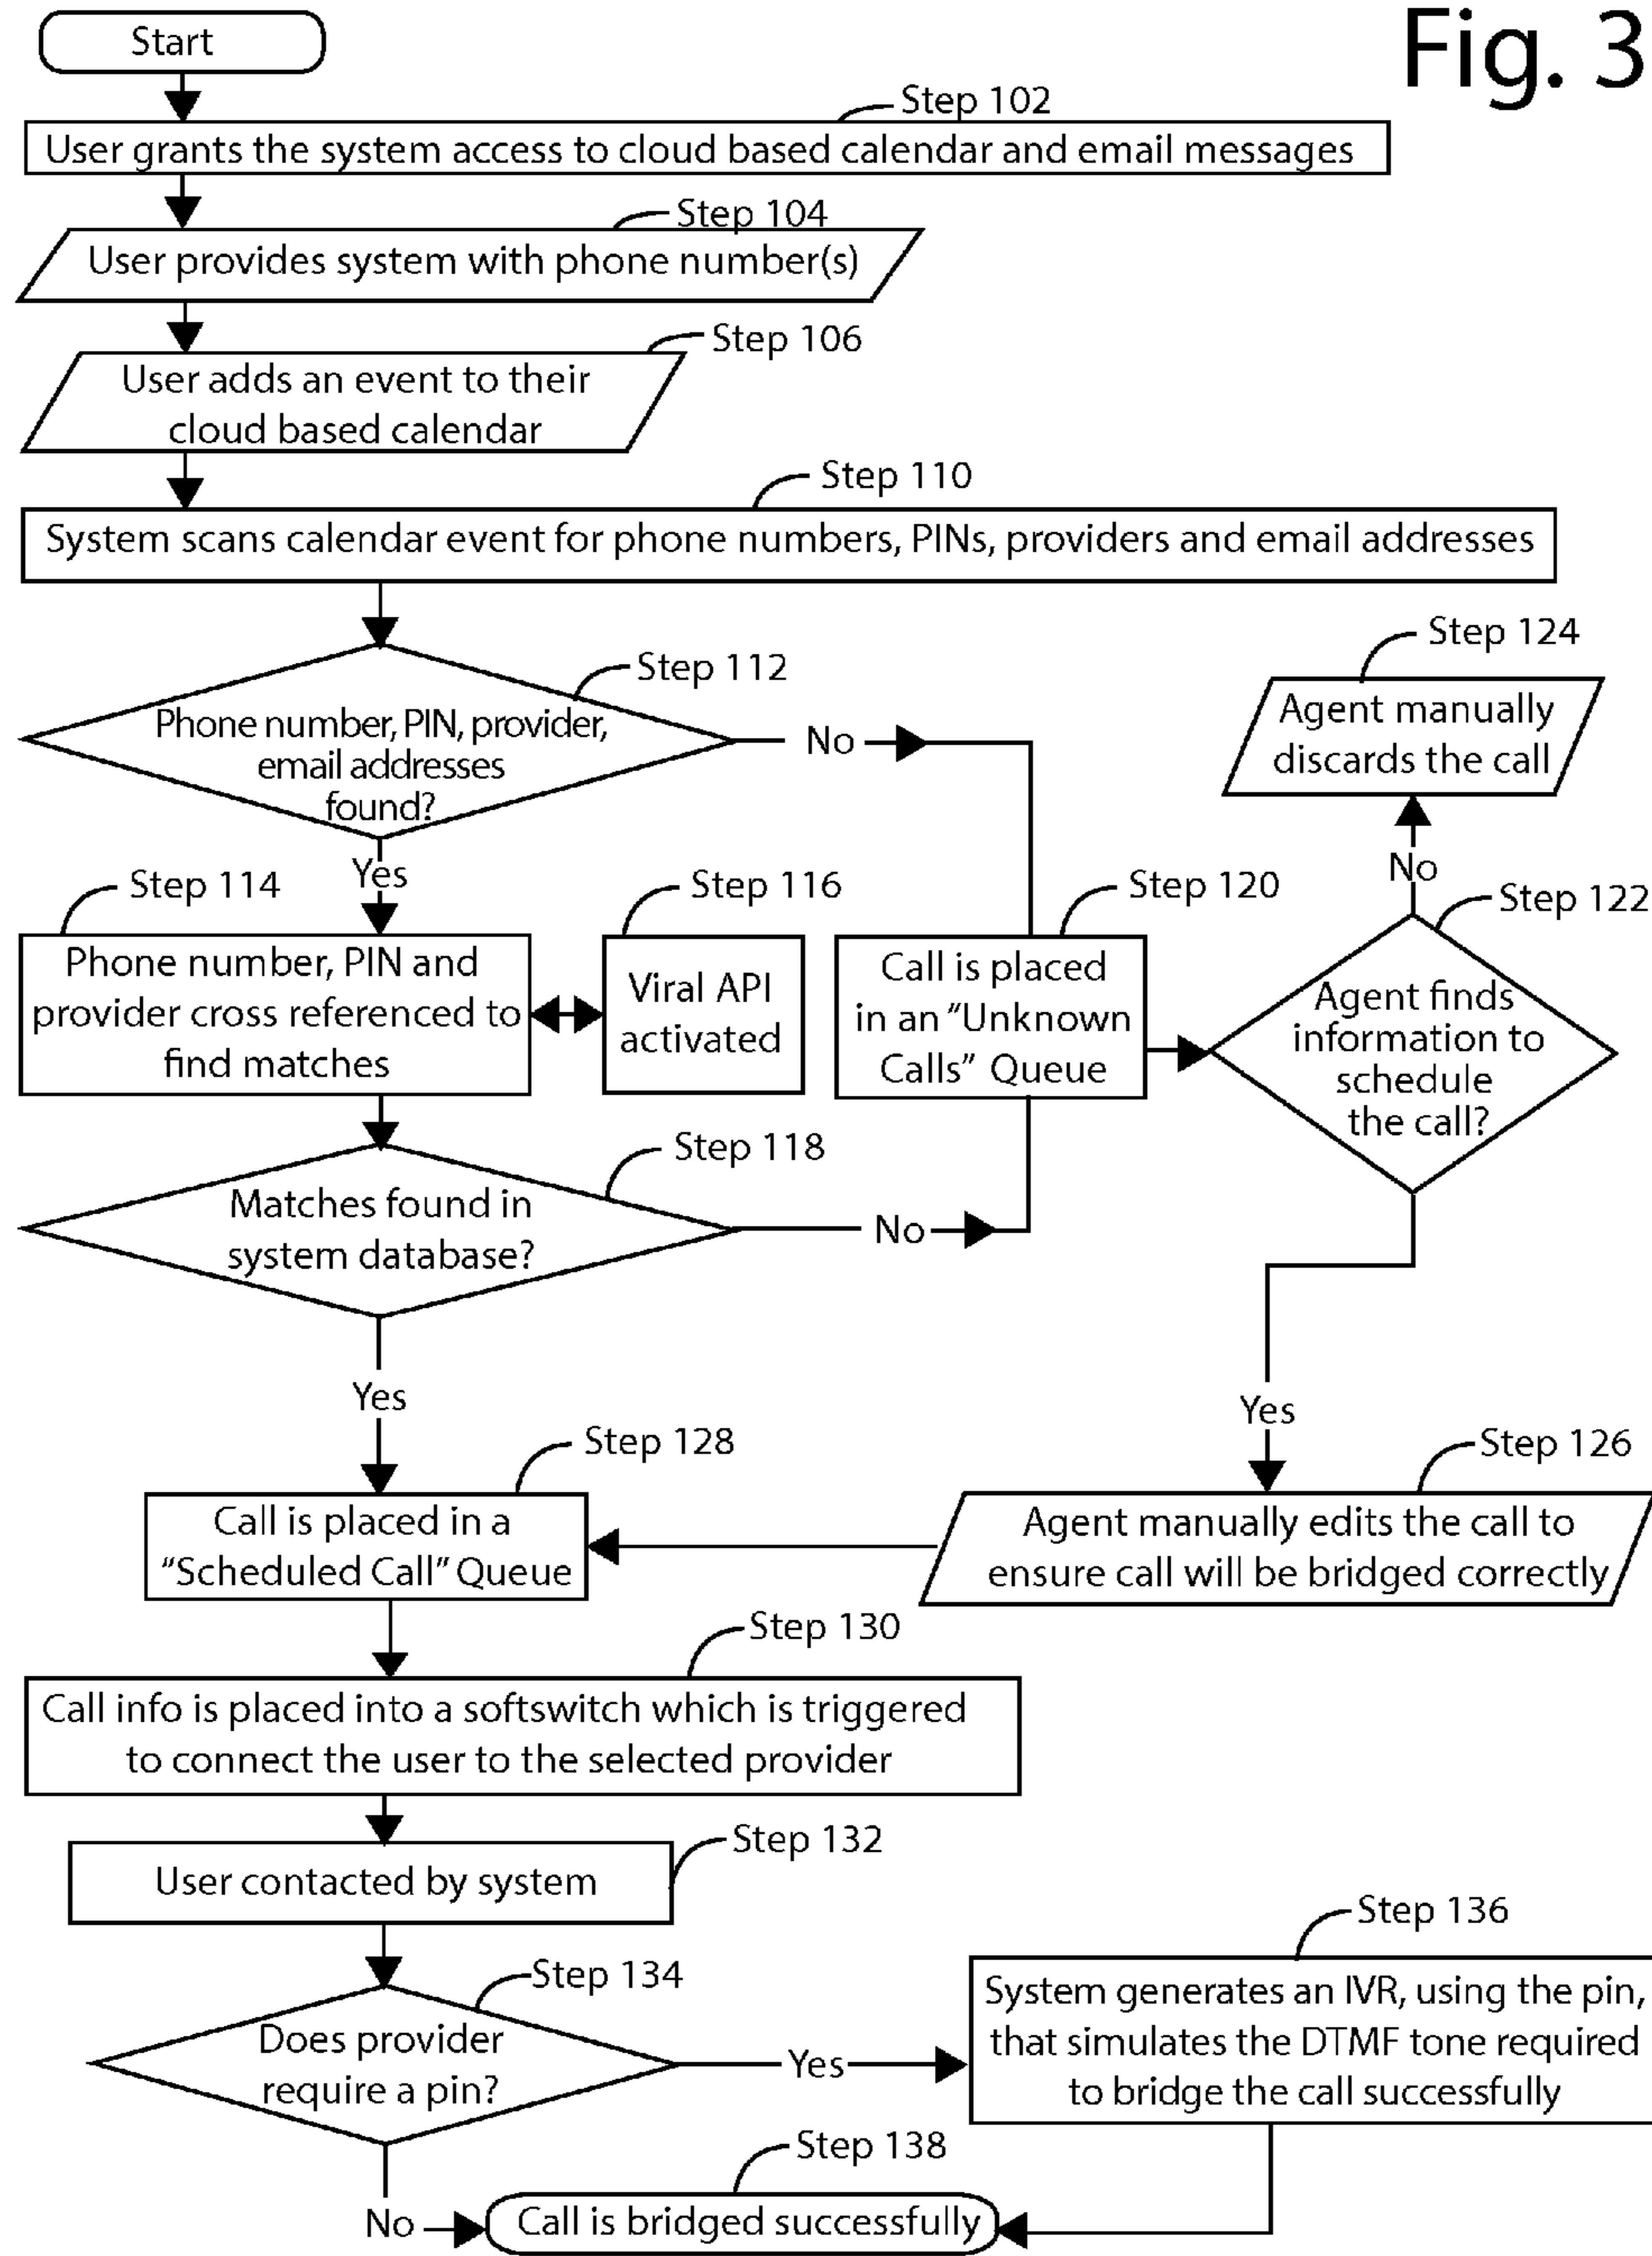 Fig. 3
Start
Step 102
User grants the system access to cloud based calendar and email messages
Step 104
User provides system with phone number(s)
Step 106
User adds an event to their
cloud based calendar
Step 110
System scans calendar event for phone numbers, PINs, providers and email addresses
Step 112
Phone number, PIN, provider,
email addresses
found?
No
Yes
Step 124
Agent manually
discards the call
No
Step 114
Phone number, PIN and
provider cross referenced to
find matches
Step 116
Viral API
activated
Step 120
Call is placed
in an “Unknown
Calls” Queue
Step 122
Agent finds
information to
schedule
the call?
Step 118
Matches found in
system database?
No
Yes
Yes
Step 128
Call is placed in a
“Scheduled Call” Queue
Step 126
Agent manually edits the call to
ensure call will be bridged correctly
Step 130
Call info is placed into a softswitch which is triggered
to connect the user to the selected provider
Step 132
User contacted by system
Step 134
Does provider
require a pin?
Yes
Step 136
System generates an IVR, using the pin,
that simulates the DTMF tone required
to bridge the call successfully
No
Step 138
Call is bridged successfully